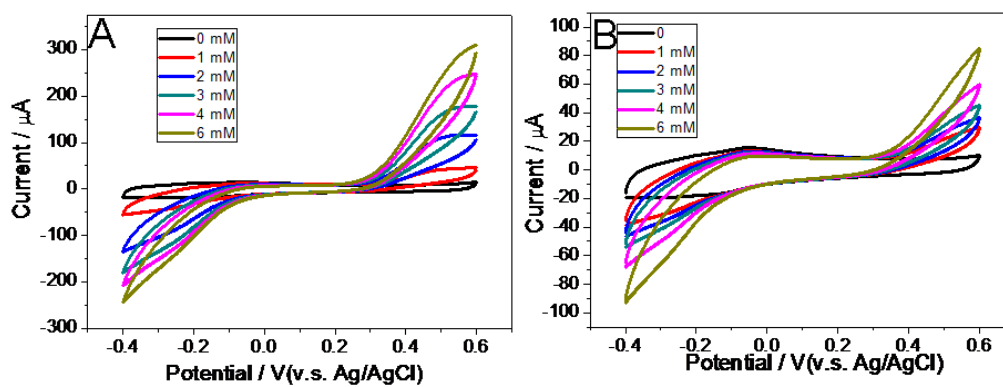 A
0 mM
1 mM
2 mM
3 mM
4 mM
6 mM
300
200
100
0
-100
-200
-300
Current / μA
-0.4
-0.2
0.0
0.2
0.4
0.6
Potential / V(v.s. Ag/AgCl)
B
0
1 mM
2 mM
3 mM
4 mM
6 mM
100
80
60
40
20
0
-20
-40
-60
-80
-100
Current / μA
-0.4
-0.2
0.0
0.2
0.4
0.6
Potential / V(v.s. Ag/AgCl)